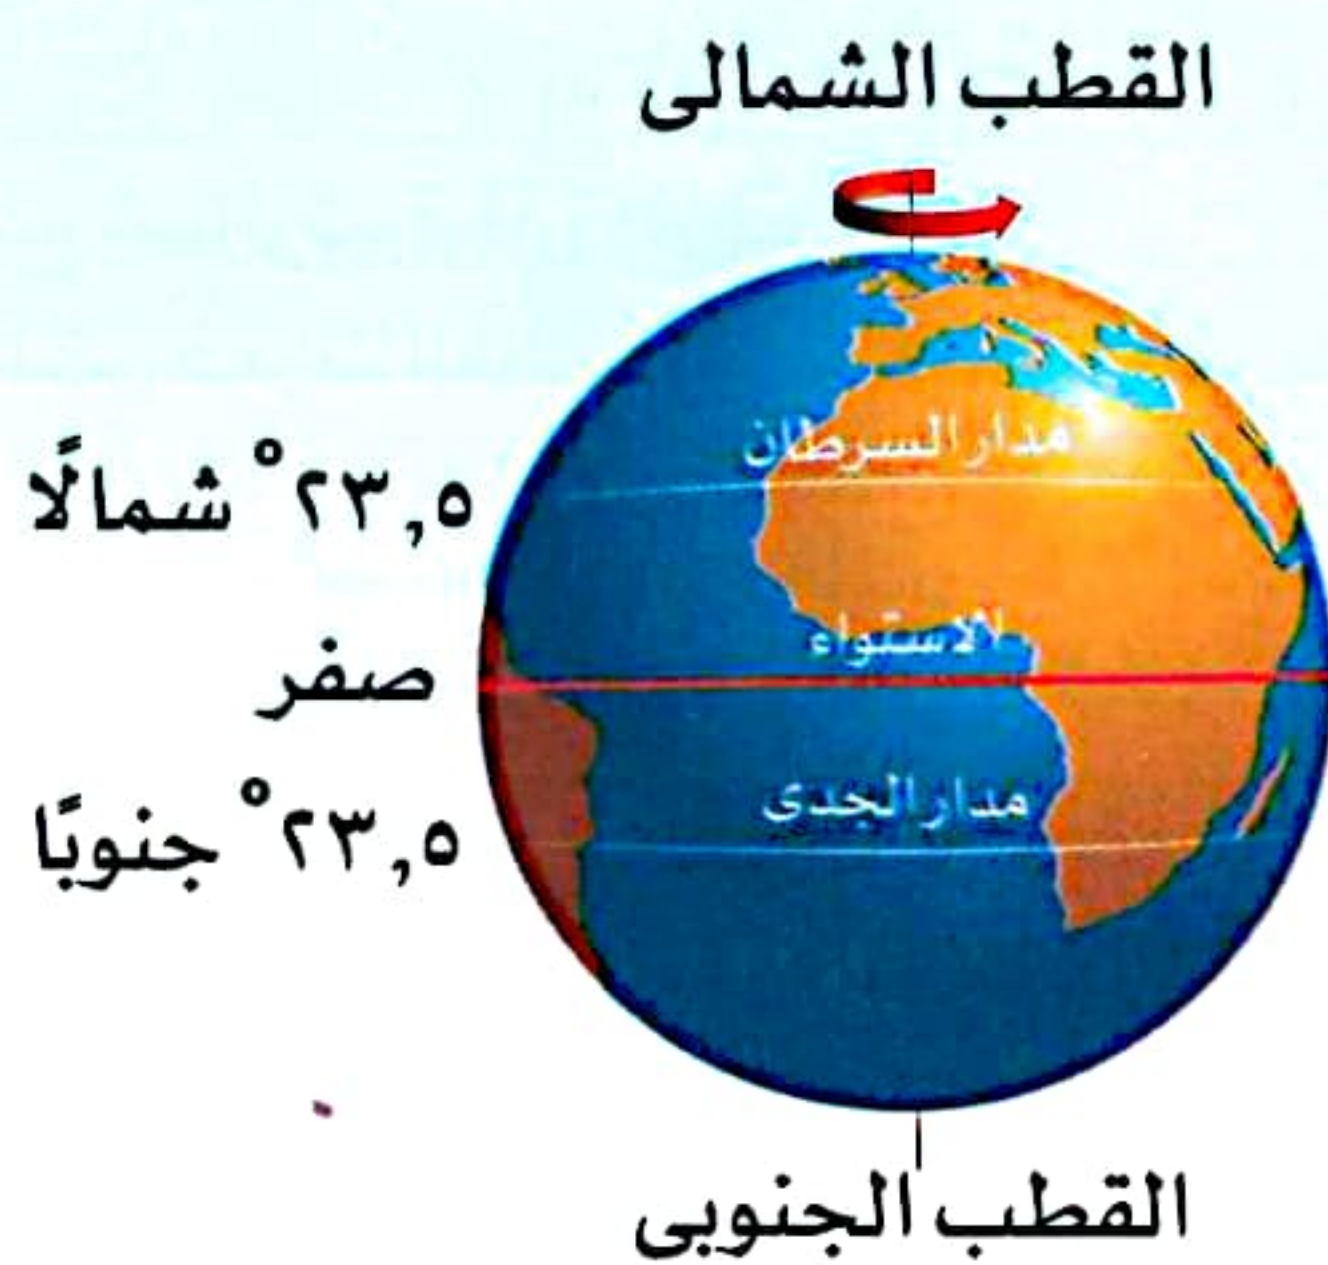 القطب الشمالى
مدار السرطان
٢٣,٥° شمالًا
الاستواء
صفر
مدار الجدى
٢٣,٥° جنوبًا
القطب الجنوبى